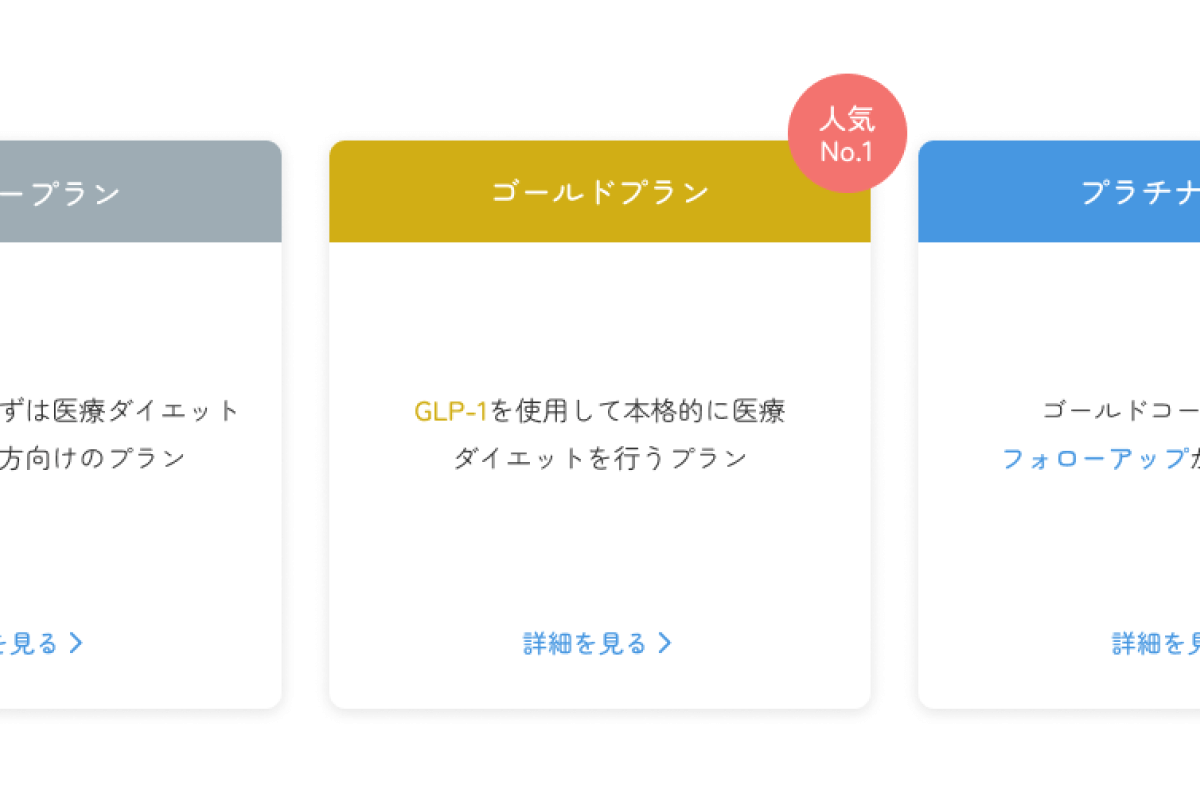 ープラン
ずは医療ダイエット
方向けのプラン
を見る
人気
No.1
ゴールドプラン
GLP-1を使用して本格的に医療
ダイエットを行うプラン
詳細を見る
プラチナ
ゴールドコー
フォローアップが
詳細を見